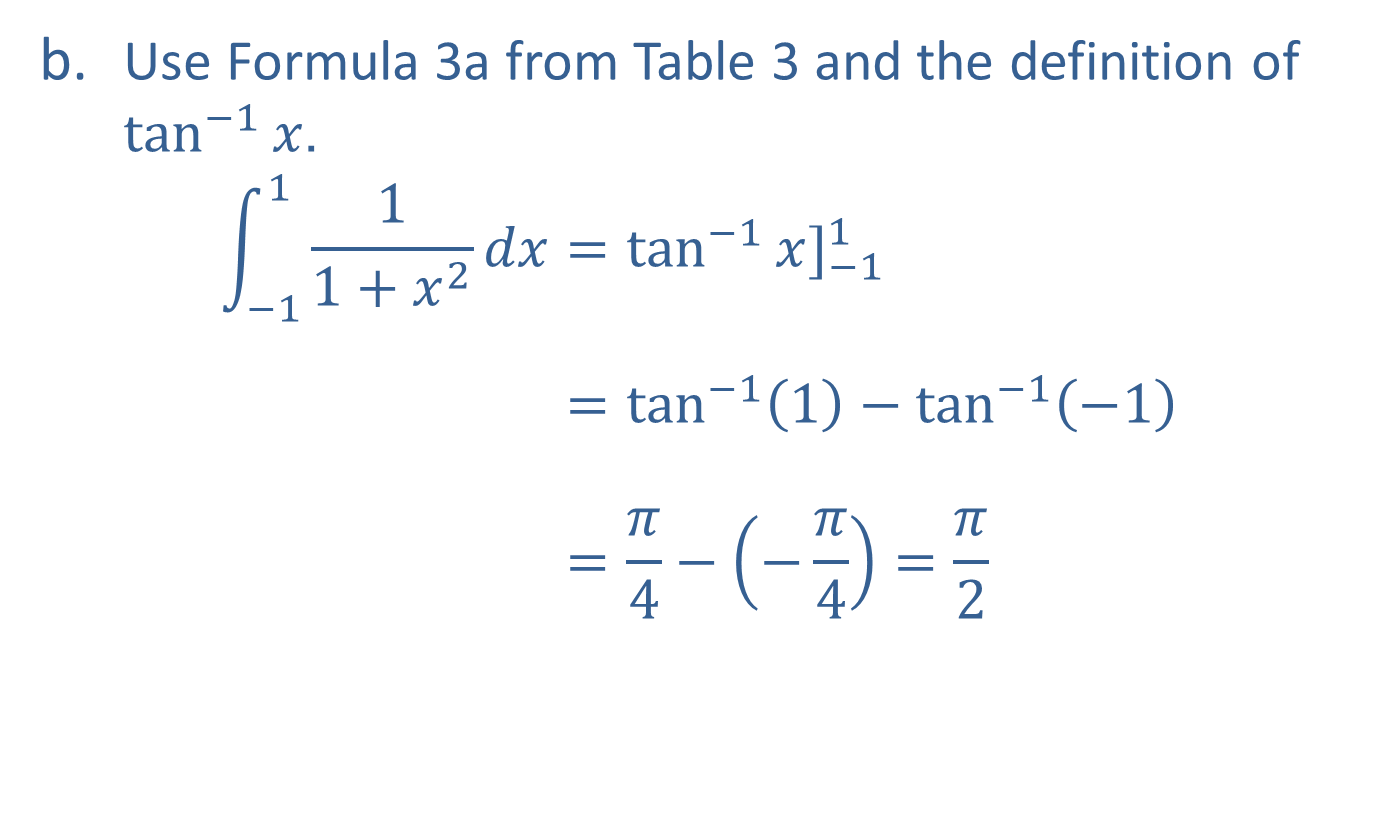 b. Use Formula 3a from Table 3 and the definition of
tan⁻¹ x.
∫₋₁¹ 1/(1 + x²) dx = tan⁻¹ x]₋₁¹
= tan⁻¹(1) − tan⁻¹(−1)
= π/4 − (−π/4) = π/2